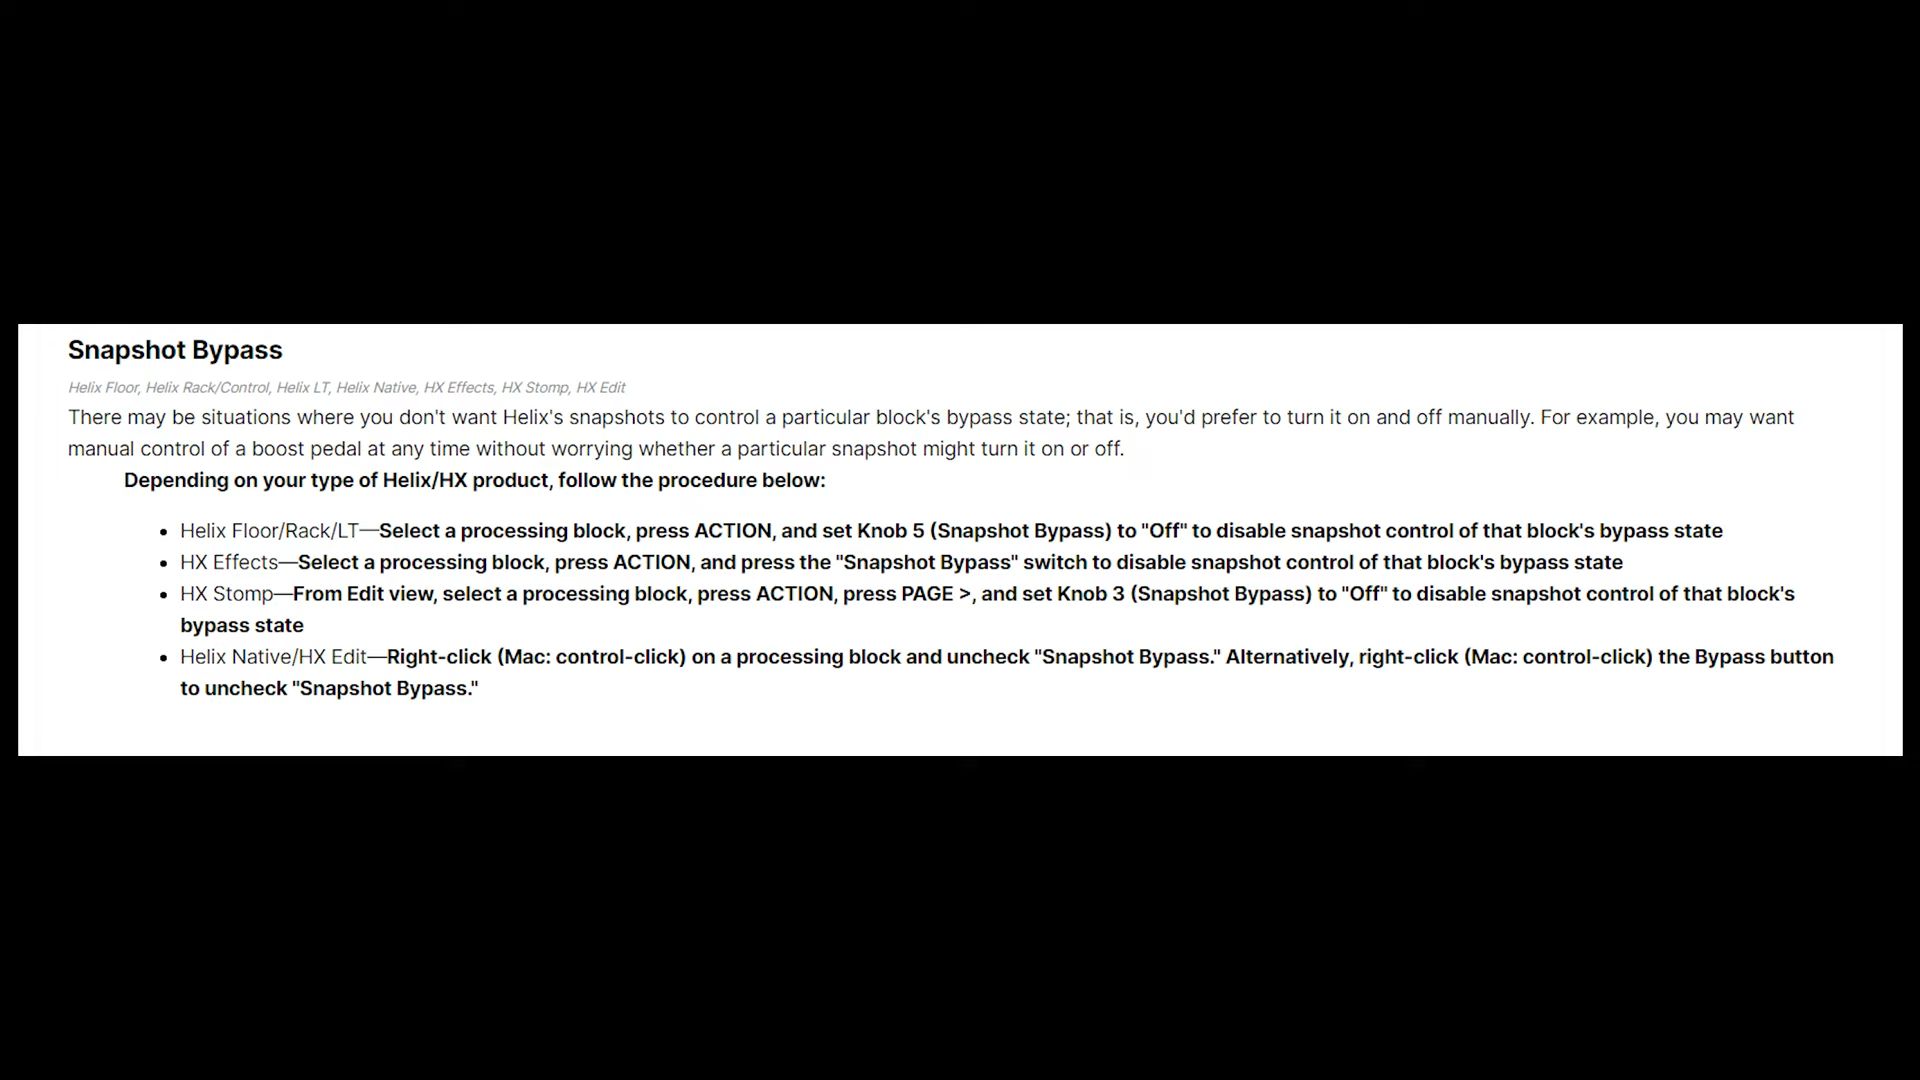 Snapshot Bypass
Helix Floor, Helix Rack/Control, Helix LT, Helix Native, HX Effects, HX Stomp, HX Edit
There may be situations where you don't want Helix's snapshots to control a particular block's bypass state; that is, you'd prefer to turn it on and off manually. For example, you may want
manual control of a boost pedal at any time without worrying whether a particular snapshot might turn it on or off.
Depending on your type of Helix/HX product, follow the procedure below:
• Helix Floor/Rack/LT—Select a processing block, press ACTION, and set Knob 5 (Snapshot Bypass) to "Off" to disable snapshot control of that block's bypass state
• HX Effects—Select a processing block, press ACTION, and press the "Snapshot Bypass" switch to disable snapshot control of that block's bypass state
• HX Stomp—From Edit view, select a processing block, press ACTION, press PAGE >, and set Knob 3 (Snapshot Bypass) to "Off" to disable snapshot control of that block's
bypass state
• Helix Native/HX Edit—Right-click (Mac: control-click) on a processing block and uncheck "Snapshot Bypass." Alternatively, right-click (Mac: control-click) the Bypass button
to uncheck "Snapshot Bypass."